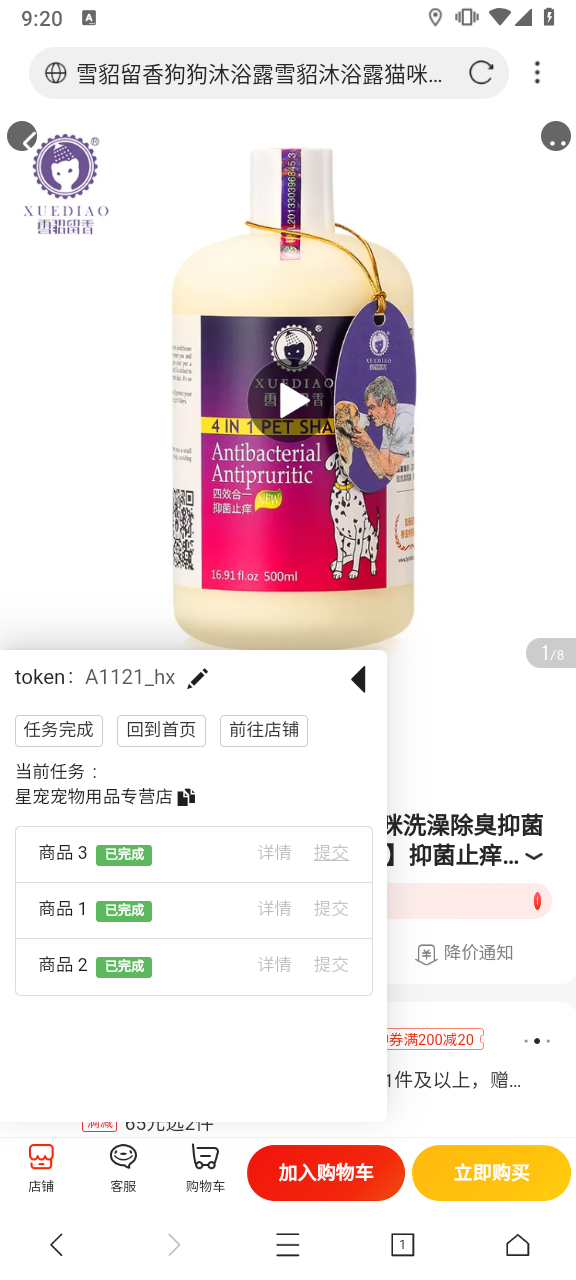 9:20
A
雪貂留香狗狗沐浴露雪貂沐浴露猫咪...
®
XUEDIAO
雪貂留香
ZL201330396845.3
®
XUEDIAO
雪貂留香
4 IN 1 PET SHA
Antibacterial
Antipruritic
四效合一
抑菌止痒
NEW
16.91 fl.oz 500ml
XUEDIAO
1/8
token： A1121_hx
任务完成 回到首页 前往店铺
当前任务 ：
星宠宠物用品专营店
商品 3 已完成 详情 提交
商品 1 已完成 详情 提交
商品 2 已完成 详情 提交
咪洗澡除臭抑菌
】抑菌止痒...
降价通知
券满200减20
1件及以上，赠...
满减 65元选2件
店铺 客服 购物车 加入购物车 立即购买
1